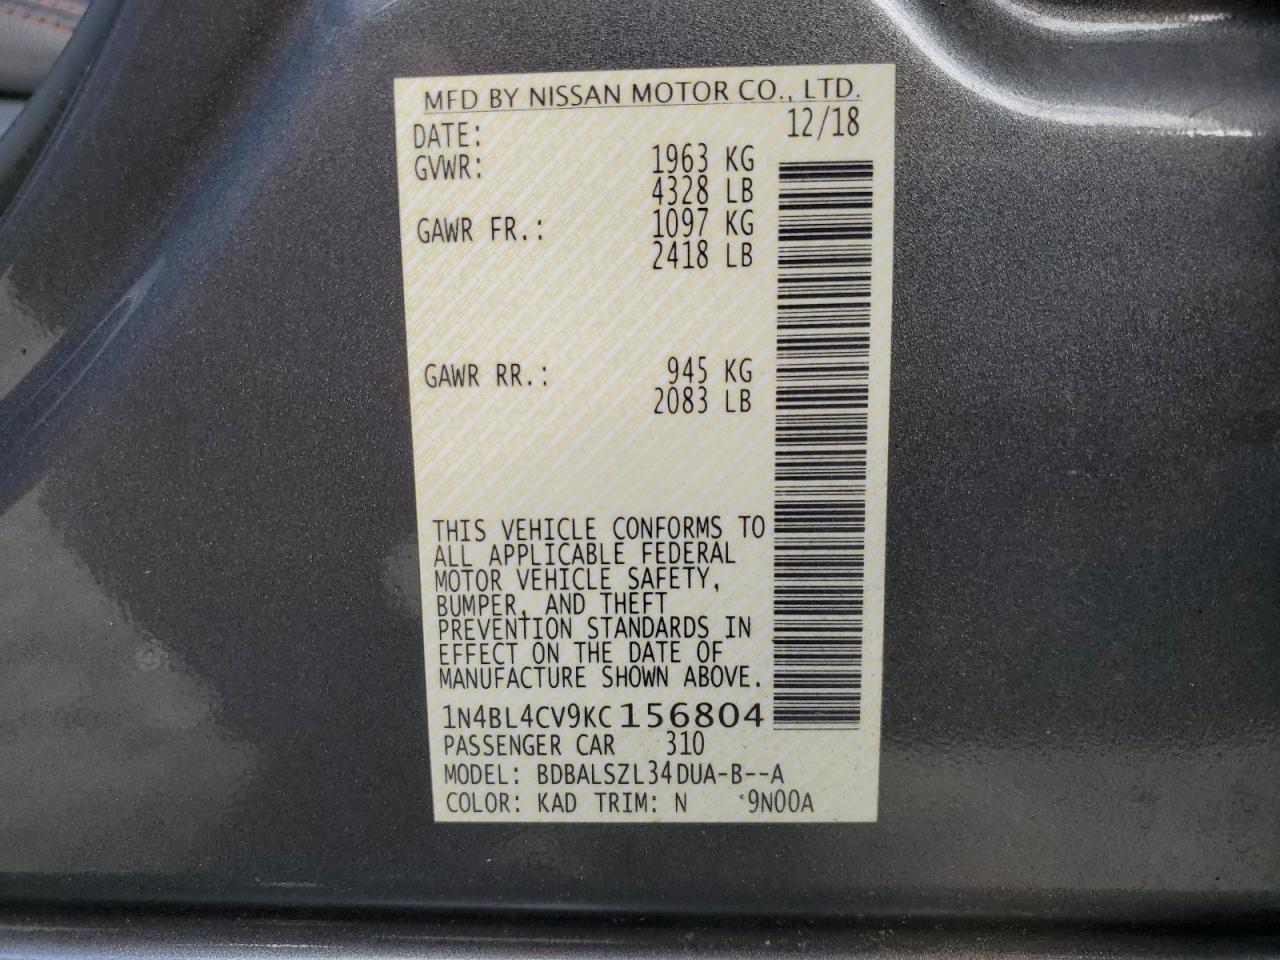 MFD BY NISSAN MOTOR CO., LTD.
DATE: 12/18
GVWR: 1963 KG
4328 LB
GAWR FR.: 1097 KG
2418 LB
GAWR RR.: 945 KG
2083 LB
THIS VEHICLE CONFORMS TO
ALL APPLICABLE FEDERAL
MOTOR VEHICLE SAFETY,
BUMPER, AND THEFT
PREVENTION STANDARDS IN
EFFECT ON THE DATE OF
MANUFACTURE SHOWN ABOVE.
1N4BL4CV9KC156804
PASSENGER CAR 310
MODEL: BDBALSZL34DUA-B--A
COLOR: KAD TRIM: N 9N00A